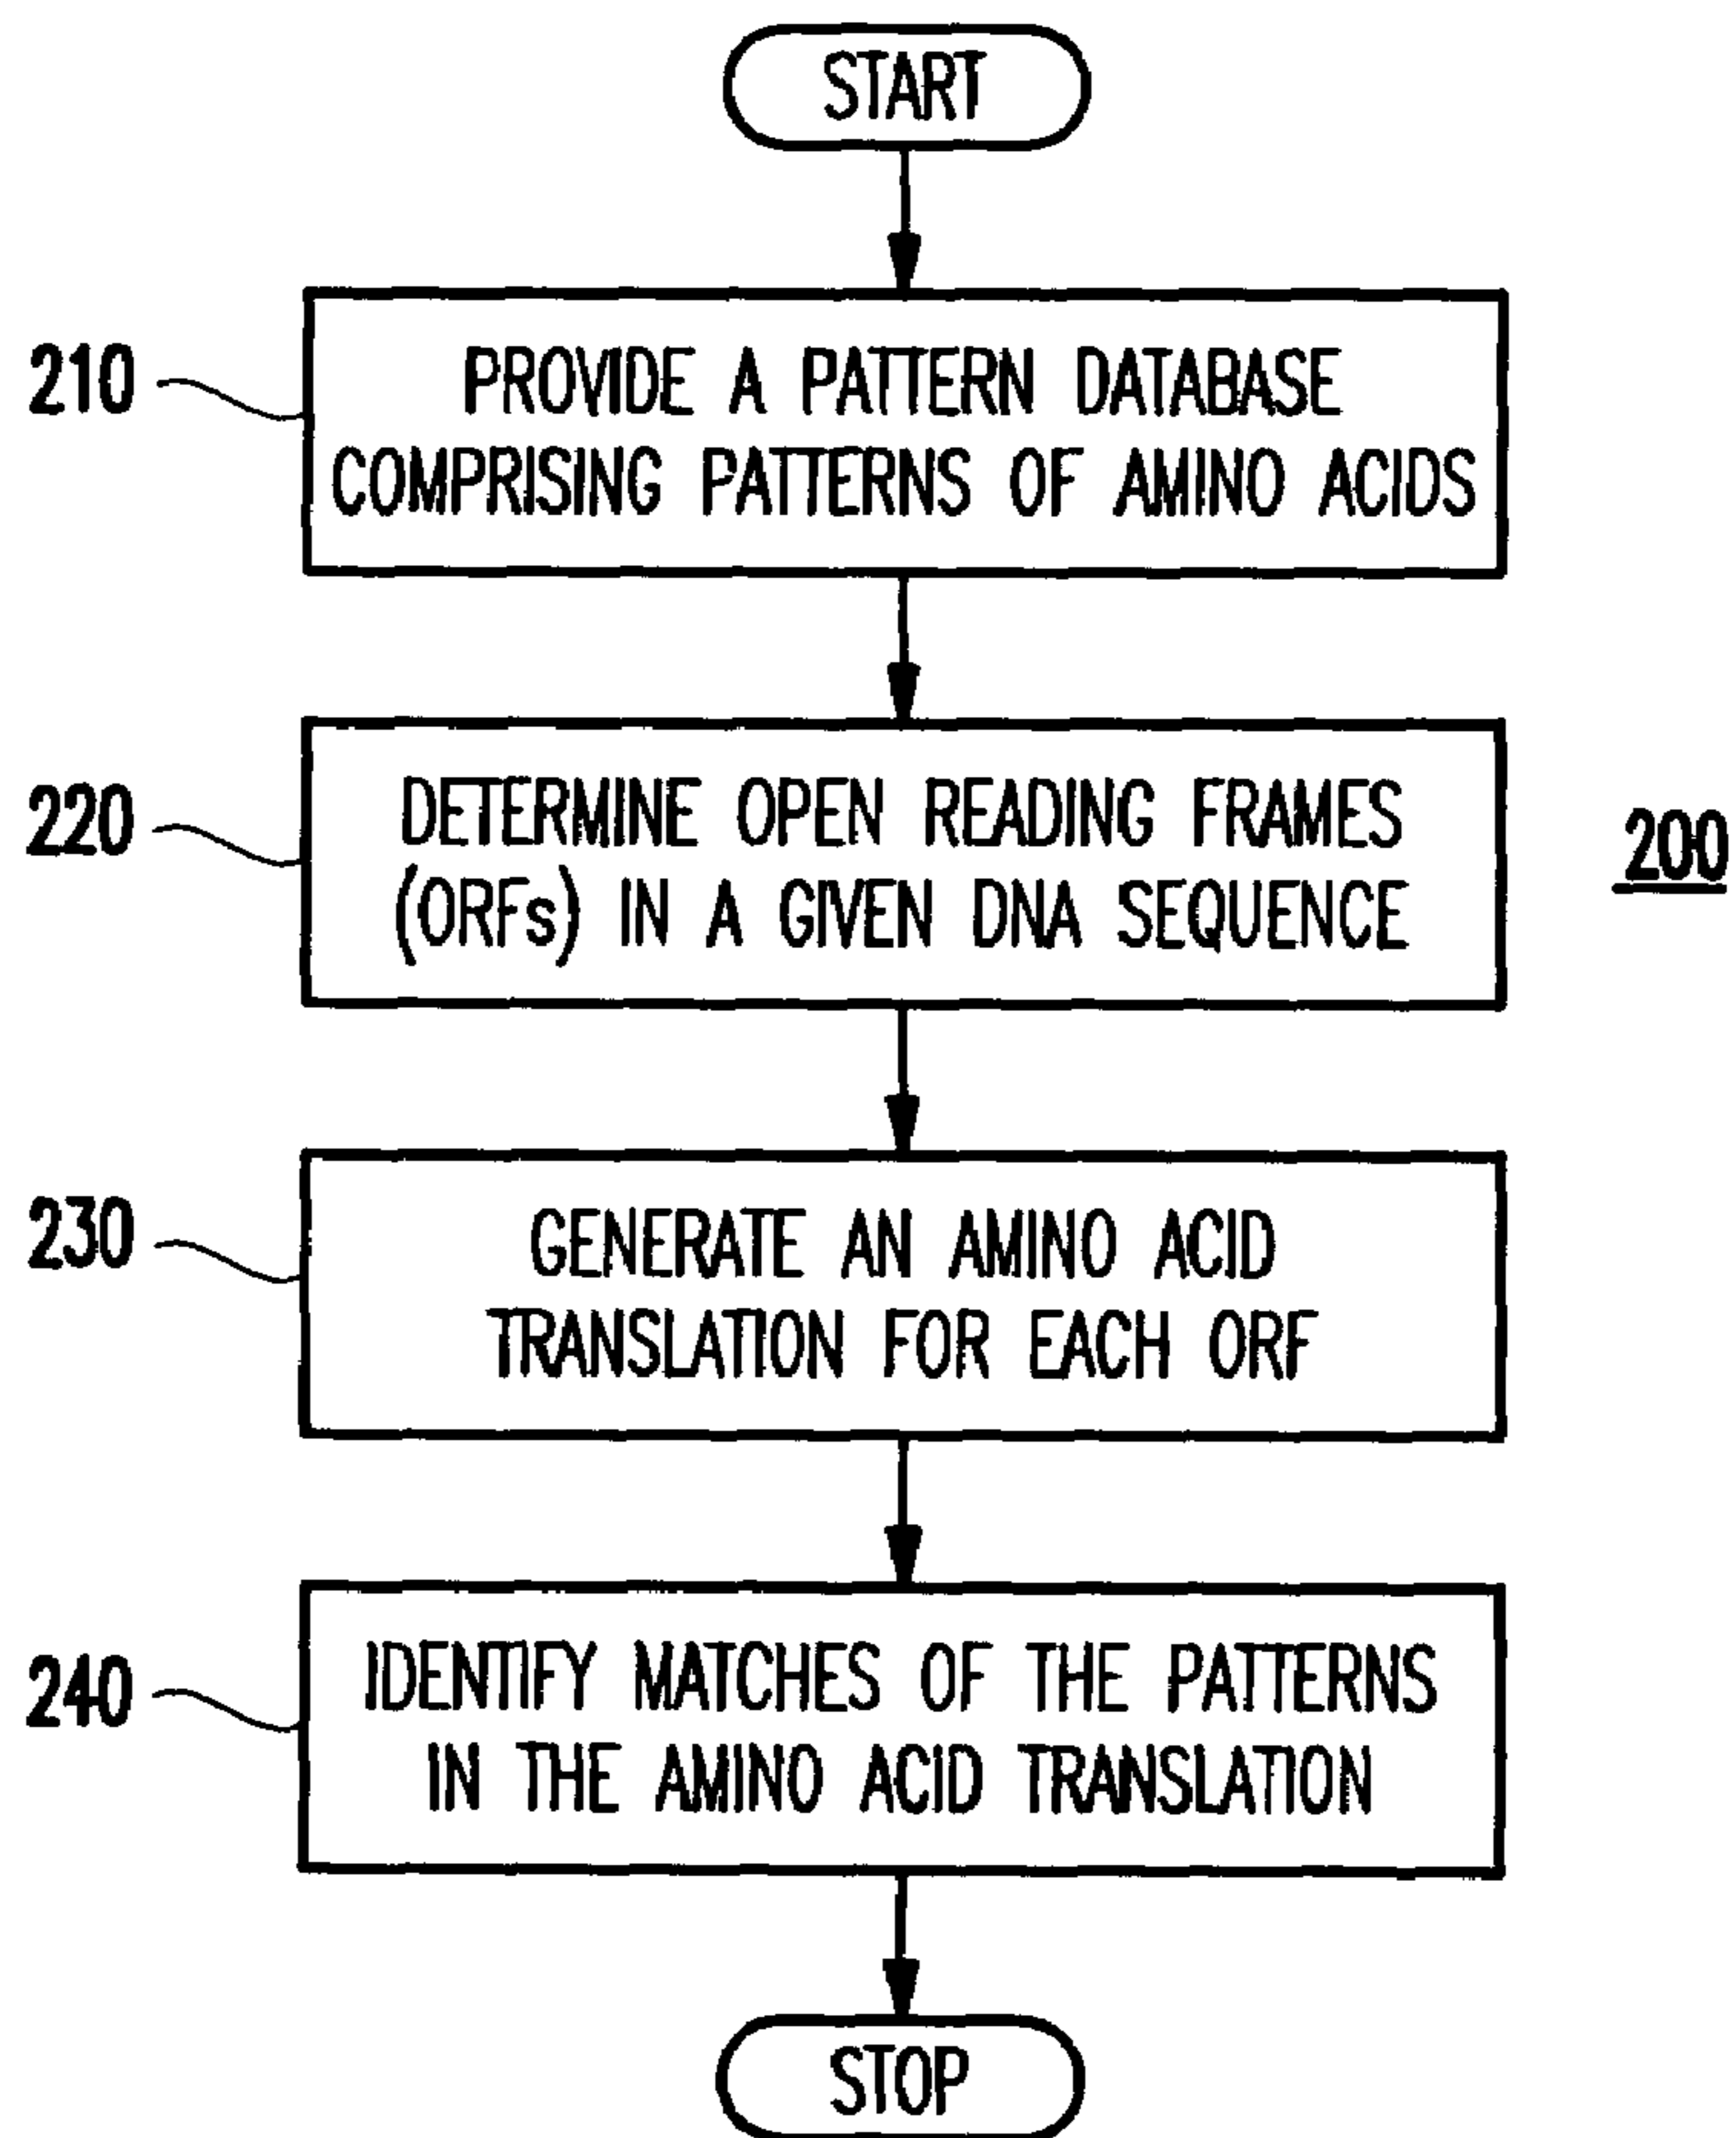 START
210
PROVIDE A PATTERN DATABASE
COMPRISING PATTERNS OF AMINO ACIDS
220
DETERMINE OPEN READING FRAMES
(ORFs) IN A GIVEN DNA SEQUENCE
200
230
GENERATE AN AMINO ACID
TRANSLATION FOR EACH ORF
240
IDENTIFY MATCHES OF THE PATTERNS
IN THE AMINO ACID TRANSLATION
STOP